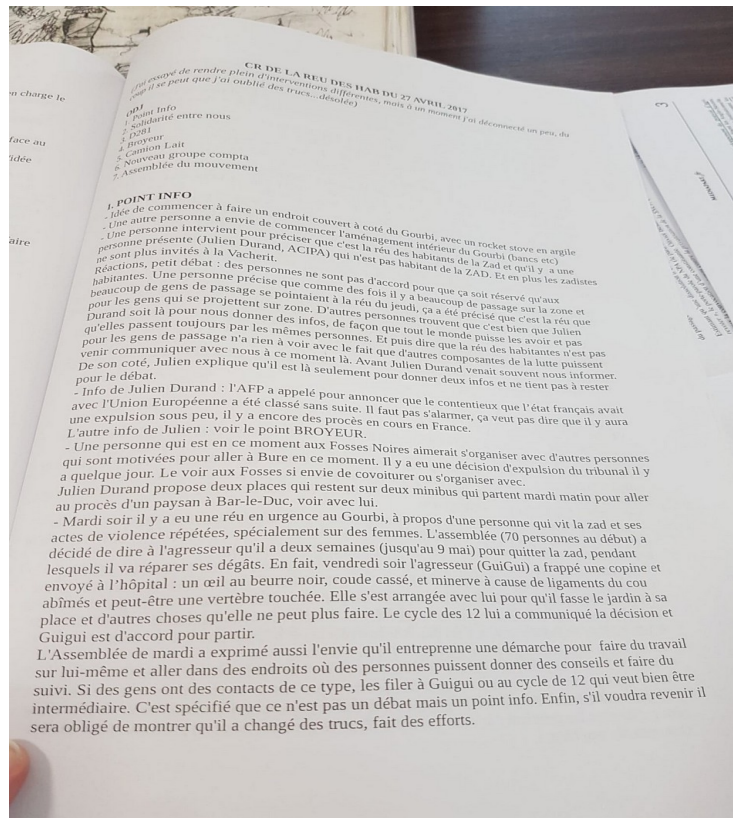 n charge le
face au
'idée
aire
CR DE LA REU DES HAB DU 27 AVRIL 2017
(J'ai essayé de rendre plein d'interventions différentes, mais à un moment j'ai déconnecté un peu, du
coup il se peut que j'ai oublié des trucs...désolée)
ODJ
1. Point Info
2. Solidarité entre nous
3. D281
4. Broyeur
5. Camion Lait
6. Nouveau groupe compta
7. Assemblée du mouvement
1. POINT INFO
- Idée de commencer à faire un endroit couvert à coté du Gourbi, avec un rocket stove en argile
- Une autre personne a envie de commencer l'aménagement intérieur du Gourbi (bancs etc)
- Une personne intervient pour préciser que c'est la réu des habitants de la Zad et qu'il y a une
personne présente (Julien Durand, ACIPA) qui n'est pas habitant de la ZAD. Et en plus les zadistes
ne sont plus invités à la Vacherit.
Réactions, petit débat : des personnes ne sont pas d'accord pour que ça soit réservé qu'aux
habitantes. Une personne précise que comme des fois il y a beaucoup de passage sur la zone et
beaucoup de gens de passage se pointaient à la réu du jeudi, ça a été précisé que c'est la réu que
pour les gens qui se projettent sur zone. D'autres personnes trouvent que c'est bien que Julien
Durand soit là pour nous donner des infos, de façon que tout le monde puisse les avoir et pas
qu'elles passent toujours par les mêmes personnes. Et puis dire que la réu des habitantes n'est pas
pour les gens de passage n'a rien à voir avec le fait que d'autres composantes de la lutte puissent
venir communiquer avec nous à ce moment là. Avant Julien Durand venait souvent nous informer.
De son coté, Julien explique qu'il est là seulement pour donner deux infos et ne tient pas à rester
pour le débat.
- Info de Julien Durand : l'AFP a appelé pour annoncer que le contentieux que l'état français avait
avec l'Union Européenne a été classé sans suite. Il faut pas s'alarmer, ça veut pas dire que il y aura
une expulsion sous peu, il y a encore des procès en cours en France.
L'autre info de Julien : voir le point BROYEUR.
- Une personne qui est en ce moment aux Fosses Noires aimerait s'organiser avec d'autres personnes
qui sont motivées pour aller à Bure en ce moment. Il y a eu une décision d'expulsion du tribunal il y
a quelque jour. Le voir aux Fosses si envie de covoiturer ou s'organiser avec.
Julien Durand propose deux places qui restent sur deux minibus qui partent mardi matin pour aller
au procès d'un paysan à Bar-le-Duc, voir avec lui.
- Mardi soir il y a eu une réu en urgence au Gourbi, à propos d'une personne qui vit la zad et ses
actes de violence répétées, spécialement sur des femmes. L'assemblée (70 personnes au début) a
décidé de dire à l'agresseur qu'il a deux semaines (jusqu'au 9 mai) pour quitter la zad, pendant
lesquels il va réparer ses dégâts. En fait, vendredi soir l'agresseur (GuiGui) a frappé une copine et
envoyé à l'hôpital : un œil au beurre noir, coude cassé, et minerve à cause de ligaments du cou
abîmés et peut-être une vertèbre touchée. Elle s'est arrangée avec lui pour qu'il fasse le jardin à sa
place et d'autres choses qu'elle ne peut plus faire. Le cycle des 12 lui a communiqué la décision et
Guigui est d'accord pour partir.
L'Assemblée de mardi a exprimé aussi l'envie qu'il entreprenne une démarche pour faire du travail
sur lui-même et aller dans des endroits où des personnes puissent donner des conseils et faire du
suivi. Si des gens ont des contacts de ce type, les filer à Guigui ou au cycle de 12 qui veut bien être
intermédiaire. C'est spécifié que ce n'est pas un débat mais un point info. Enfin, s'il voudra revenir il
sera obligé de montrer qu'il a changé des trucs, fait des efforts.
3